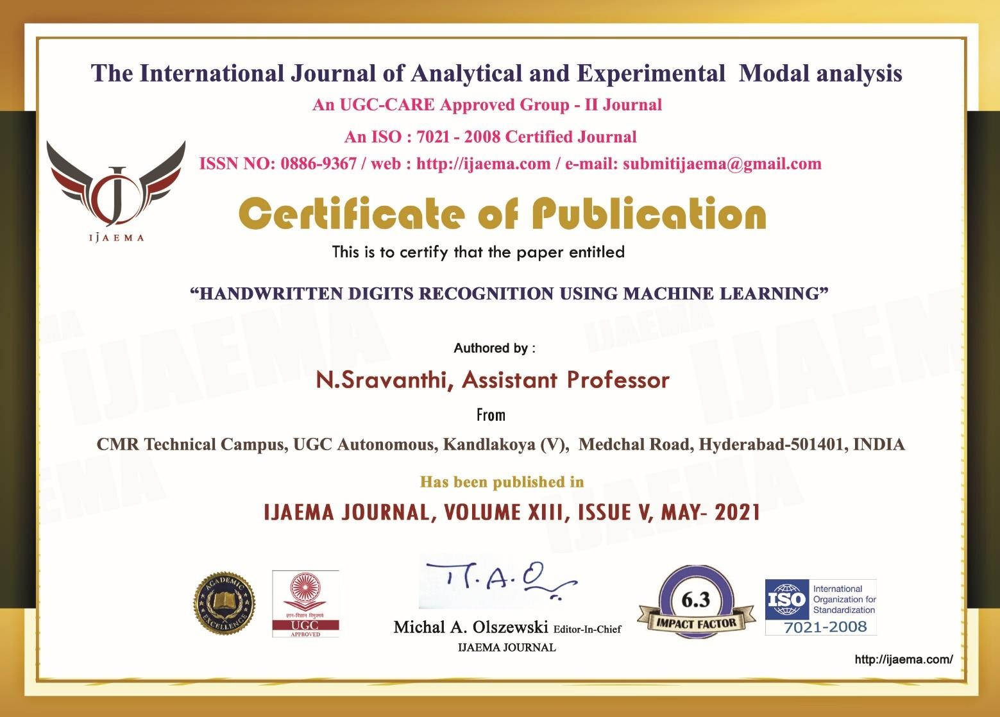 The International Journal of Analytical and Experimental Modal analysis
An UGC-CARE Approved Group - II Journal
An ISO : 7021 - 2008 Certified Journal
ISSN NO: 0886-9367 / web : http://ijaema.com / e-mail: submitijaema@gmail.com
IJAEMA
Certificate of Publication
This is to certify that the paper entitled
“HANDWRITTEN DIGITS RECOGNITION USING MACHINE LEARNING”
Authored by :
N.Sravanthi, Assistant Professor
From
CMR Technical Campus, UGC Autonomous, Kandlakoya (V), Medchal Road, Hyderabad-501401, INDIA
Has been published in
IJAEMA JOURNAL, VOLUME XIII, ISSUE V, MAY- 2021
ACADEMIC
EXCELLENCE
ज्ञान-विज्ञान विमुक्तये
UGC
APPROVED
M.A.O
Michal A. Olszewski Editor-In-Chief
IJAEMA JOURNAL
6.3
IMPACT FACTOR
ISO
International
Organization for
Standardization
7021-2008
http://ijaema.com/
IJAEMA
IJAEMA
IJAEMA
IJAEMA